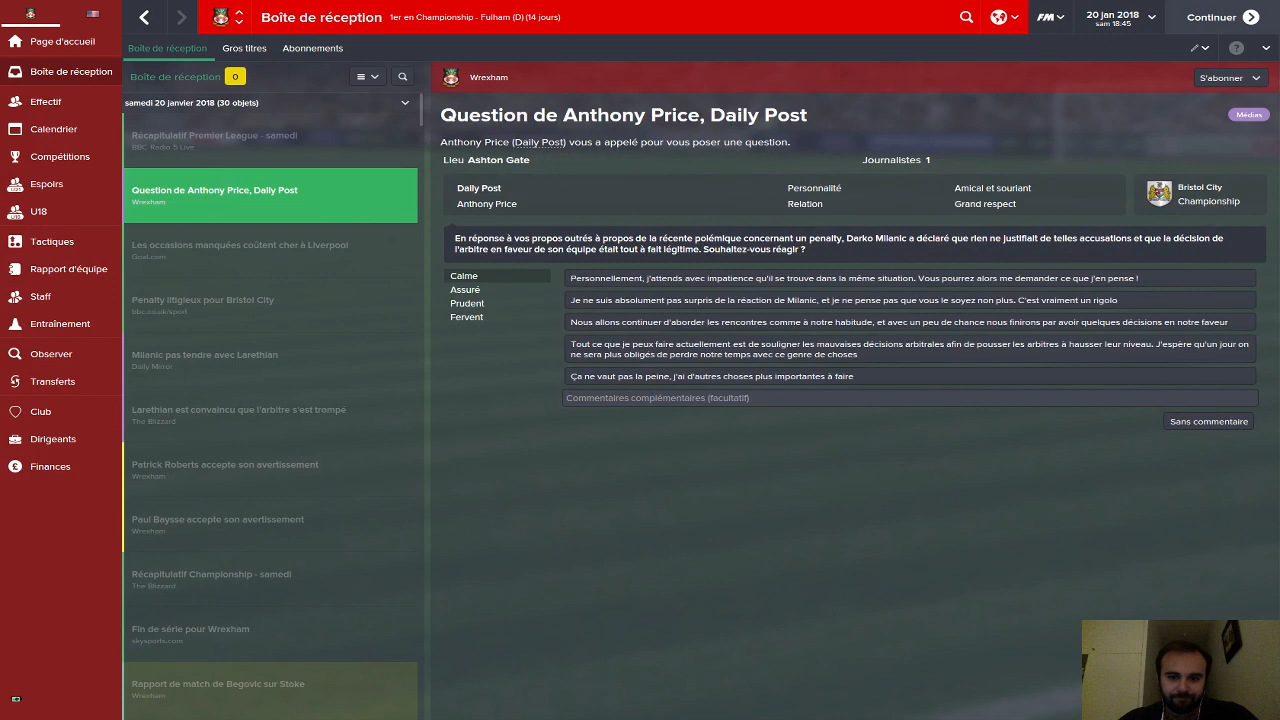 Boîte de réception
1er en Championship - Fulham (D) (14 jours)
FM
20 Jan 2018
sam 18:45
Continuer
Page d'accueil
Boîte de réception
Effectif
Calendrier
Compétitions
Espoirs
U21/23
U18
U18
Tactiques
Rapport d'équipe
Staff
Entraînement
Observer
Transferts
Club
Dirigeants
Finances
Boîte de réception
Gros titres
Abonnements
?
Boîte de réception
0
samedi 20 janvier 2018 (30 objets)
Récapitulatif Premier League - samedi
BBC Radio 5 Live
Question de Anthony Price, Daily Post
Wrexham
Les occasions manquées coûtent cher à Liverpool
Goal.com
Penalty litigieux pour Bristol City
bbc.co.uk/sport
Milanic pas tendre avec Larethian
Daily Mirror
Larethian est convaincu que l'arbitre s'est trompe
The Blizzard
Patrick Roberts accepte son avertissement
Wrexham
Paul Baysse accepte son avertissement
Wrexham
Récapitulatif Championship - samedi
The Blizzard
Fin de série pour Wrexham
skysports.com
Rapport de match de Begovic sur Stoke
Wrexham
Wrexham
S'abonner
Question de Anthony Price, Daily Post
Médias
Anthony Price (Daily Post) vous a appelé pour vous poser une question.
Lieu Ashton Gate
Journalistes 1
Daily Post
Personnalité
Amical et souriant
Anthony Price
Relation
Grand respect
Bristol City
Championship
En réponse à vos propos outrés à propos de la récente polémique concernant un penalty, Darko Milanic a déclaré que rien ne justifiait de telles accusations et que la décision de
l'arbitre en faveur de son équipe était tout à fait légitime. Souhaitez-vous réagir ?
Calme
Assuré
Prudent
Fervent
Personnellement, j'attends avec impatience qu'il se trouve dans la même situation. Vous pourrez alors me demander ce que j'en pense !
Je ne suis absolument pas surpris de la réaction de Milanic, et je ne pense pas que vous le soyez non plus. C'est vraiment un rigolo
Nous allons continuer d'aborder les rencontres comme à notre habitude, et avec un peu de chance nous finirons par avoir quelques décisions en notre faveur
Tout ce que je peux faire actuellement est de souligner les mauvaises décisions arbitrales afin de pousser les arbitres à hausser leur niveau. J'espère qu'un jour on
ne sera plus obligés de perdre notre temps avec ce genre de choses
Ça ne vaut pas la peine, j'ai d'autres choses plus importantes à faire
Commentaires complémentaires (facultatif)
Sans commentaire